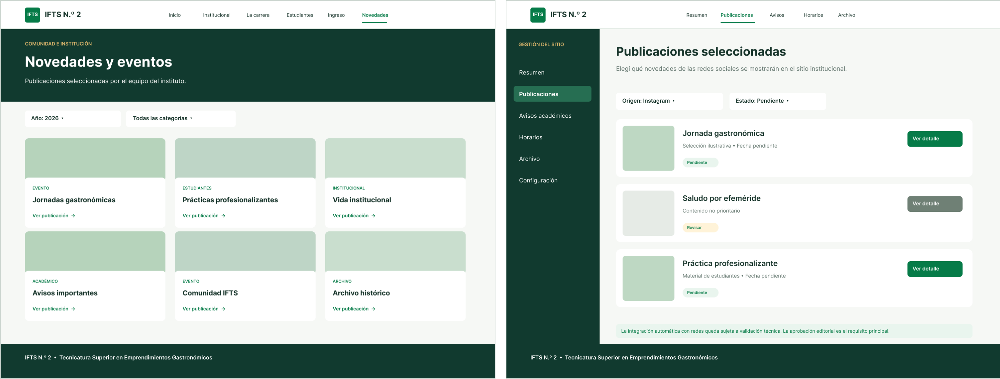 IFTS
IFTS N.º 2
Inicio
Institucional
La carrera
Estudiantes
Ingreso
Novedades
COMUNIDAD E INSTITUCIÓN
Novedades y eventos
Publicaciones seleccionadas por el equipo del instituto.
Año: 2026 ▾
Todas las categorías ▾
EVENTO
Jornadas gastronómicas
Ver publicación →
ESTUDIANTES
Prácticas profesionalizantes
Ver publicación →
INSTITUCIONAL
Vida institucional
Ver publicación →
ACADÉMICO
Avisos importantes
Ver publicación →
EVENTO
Comunidad IFTS
Ver publicación →
ARCHIVO
Archivo histórico
Ver publicación →
IFTS N.º 2 • Tecnicatura Superior en Emprendimientos Gastronómicos
IFTS
IFTS N.º 2
Resumen
Publicaciones
Avisos
Horarios
Archivo
GESTIÓN DEL SITIO
Resumen
Publicaciones
Avisos académicos
Horarios
Archivo
Configuración
Publicaciones seleccionadas
Elegí qué novedades de las redes sociales se mostrarán en el sitio institucional.
Origen: Instagram ▾
Estado: Pendiente ▾
Jornada gastronómica
Selección ilustrativa • Fecha pendiente
Pendiente
Ver detalle
Saludo por efeméride
Contenido no prioritario
Revisar
Ver detalle
Práctica profesionalizante
Material de estudiantes • Fecha pendiente
Pendiente
Ver detalle
La integración automática con redes queda sujeta a validación técnica. La aprobación editorial es el requisito principal.
IFTS N.º 2 • Tecnicatura Superior en Emprendimientos Gastronómicos